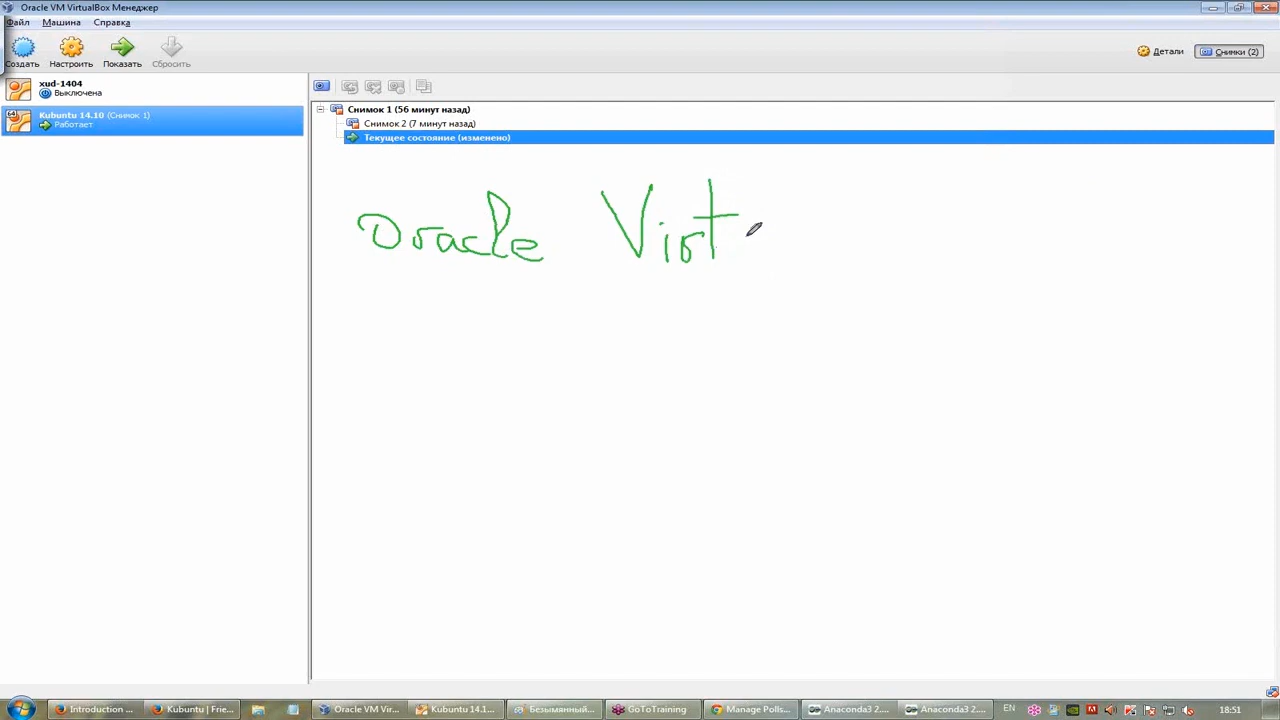 Oracle VM VirtualBox Менеджер
Файл Машина Справка
Создать Настроить Показать Сбросить
Детали Снимки (2)
xud-1404
Выключена
Kubuntu 14.10 (Снимок 1)
Работает
Снимок 1 (56 минут назад)
Снимок 2 (7 минут назад)
Текущее состояние (изменено)
Oracle Virt
Introduction ... Kubuntu | Frie... Oracle VM Vir... Kubuntu 14.1... Безымянный... GoToTraining Manage Polls... Anaconda3 2.... Anaconda3 2.... EN 18:51